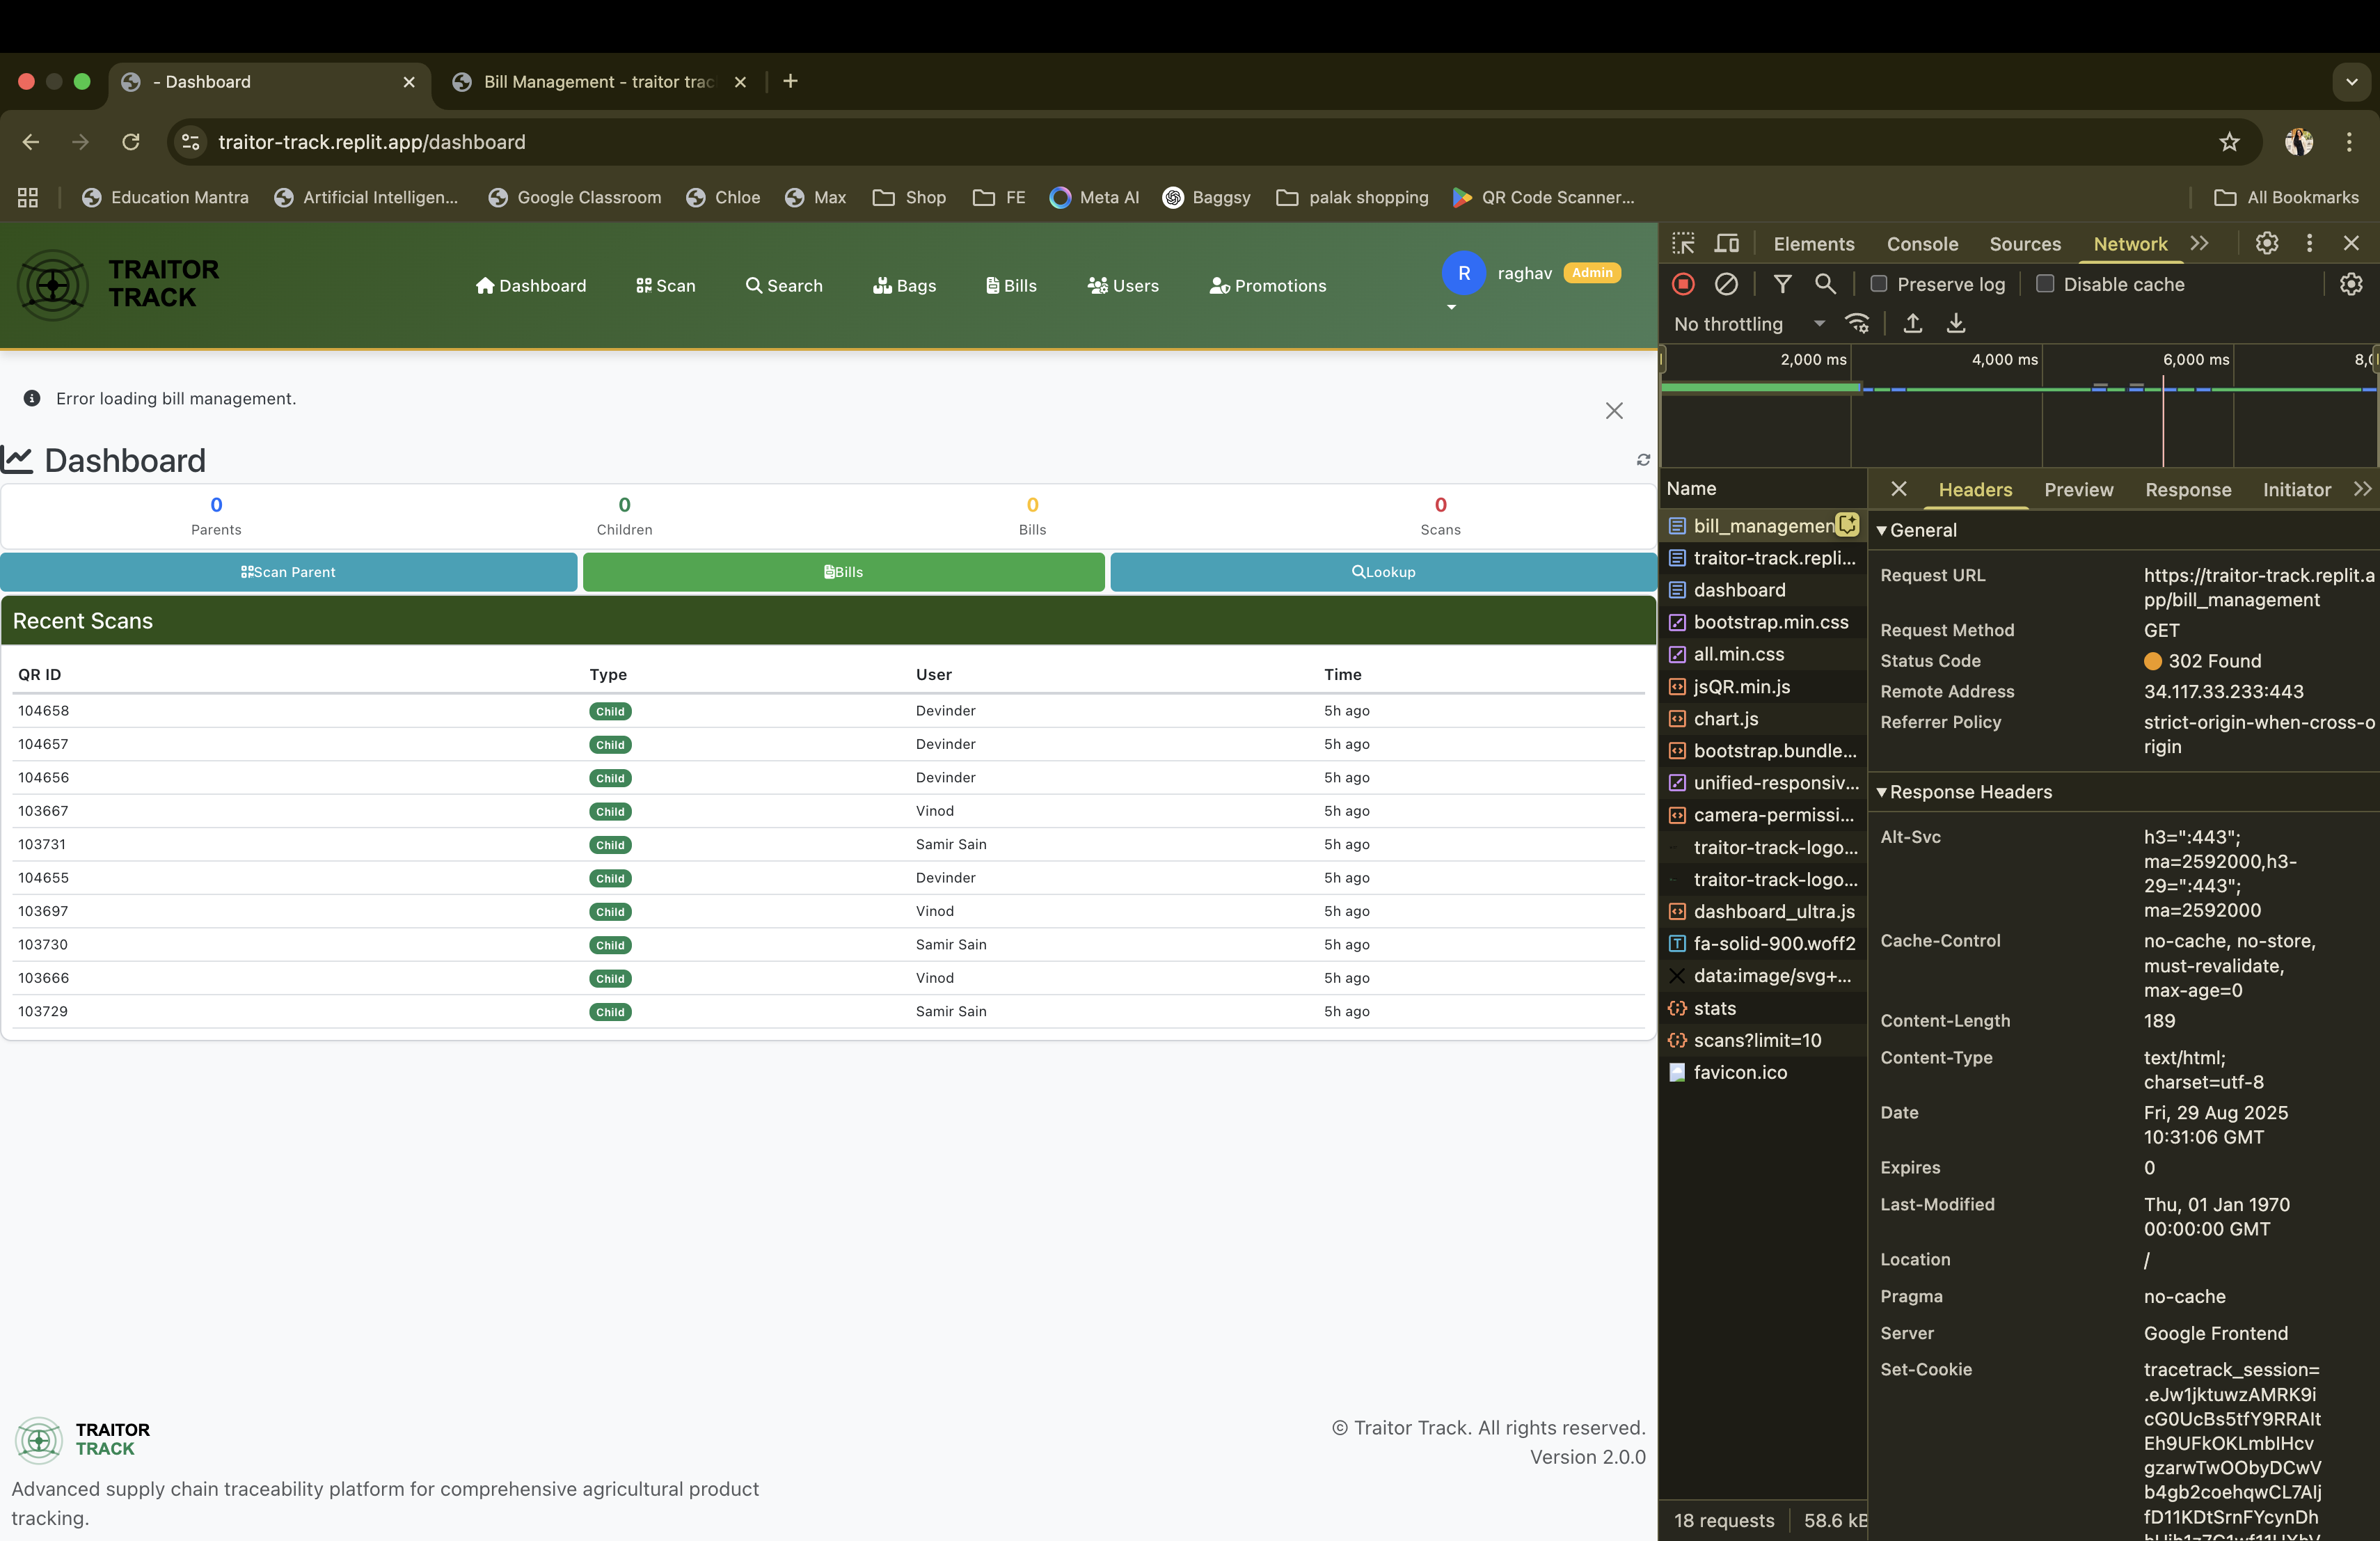 - Dashboard
Bill Management - traitor trac
traitor-track.replit.app/dashboard
Education Mantra
Artificial Intelligen...
Google Classroom
Chloe
Max
Shop
FE
Meta AI
Baggsy
palak shopping
QR Code Scanner...
All Bookmarks
TRAITOR
TRACK
Dashboard
Scan
Search
Bags
Bills
Users
Promotions
R
raghav
Admin
Error loading bill management.
Dashboard
0
Parents
0
Children
0
Bills
0
Scans
Scan Parent
Bills
Lookup
Recent Scans
QR ID Type User Time
104658 Child Devinder 5h ago
104657 Child Devinder 5h ago
104656 Child Devinder 5h ago
103667 Child Vinod 5h ago
103731 Child Samir Sain 5h ago
104655 Child Devinder 5h ago
103697 Child Vinod 5h ago
103730 Child Samir Sain 5h ago
103666 Child Vinod 5h ago
103729 Child Samir Sain 5h ago
TRAITOR
TRACK
Advanced supply chain traceability platform for comprehensive agricultural product
tracking.
© Traitor Track. All rights reserved.
Version 2.0.0
Elements
Console
Sources
Network
Preserve log
Disable cache
No throttling
2,000 ms
4,000 ms
6,000 ms
8,0
Name
bill_managemen
traitor-track.repli...
dashboard
bootstrap.min.css
all.min.css
jsQR.min.js
chart.js
bootstrap.bundle...
unified-responsiv...
camera-permissi...
traitor-track-logo...
traitor-track-logo...
dashboard_ultra.js
fa-solid-900.woff2
data:image/svg+...
stats
scans?limit=10
favicon.ico
18 requests
58.6 kB
Headers
Preview
Response
Initiator
General
Request URL
https://traitor-track.replit.a
pp/bill_management
Request Method
GET
Status Code
302 Found
Remote Address
34.117.33.233:443
Referrer Policy
strict-origin-when-cross-o
rigin
Response Headers
Alt-Svc
h3=":443";
ma=2592000,h3-
29=":443";
ma=2592000
Cache-Control
no-cache, no-store,
must-revalidate,
max-age=0
Content-Length
189
Content-Type
text/html;
charset=utf-8
Date
Fri, 29 Aug 2025
10:31:06 GMT
Expires
0
Last-Modified
Thu, 01 Jan 1970
00:00:00 GMT
Location
/
Pragma
no-cache
Server
Google Frontend
Set-Cookie
tracetrack_session=
.eJw1jktuwzAMRK9i
cG0UcBs5tfY9RRAIt
Eh9UFkOKLmbIHcv
gzarwTwOObyDCwV
b4gb2coehqwCL7AIj
fD11KDtSrnFYcynDh